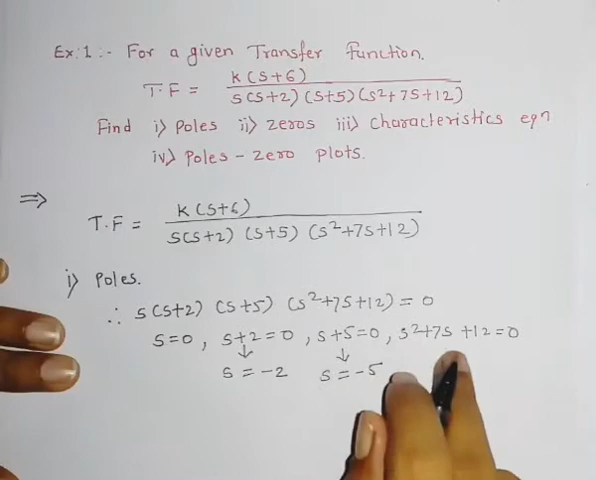 Ex:1:- For a given Transfer function.
T.F = K(S+6) / S(S+2) (S+5) (S²+7S+12)
Find i) Poles ii) zeros iii) characteristics eqn
iv) Poles - zero plots.
⇒
T.F = K(S+6) / S(S+2) (S+5) (S²+7S+12)
i) Poles.
∴ S(S+2) (S+5) (S²+7S+12) = 0
S=0, S+2=0, S+5=0, S²+7S+12=0
↓ ↓
S = -2 S = -5